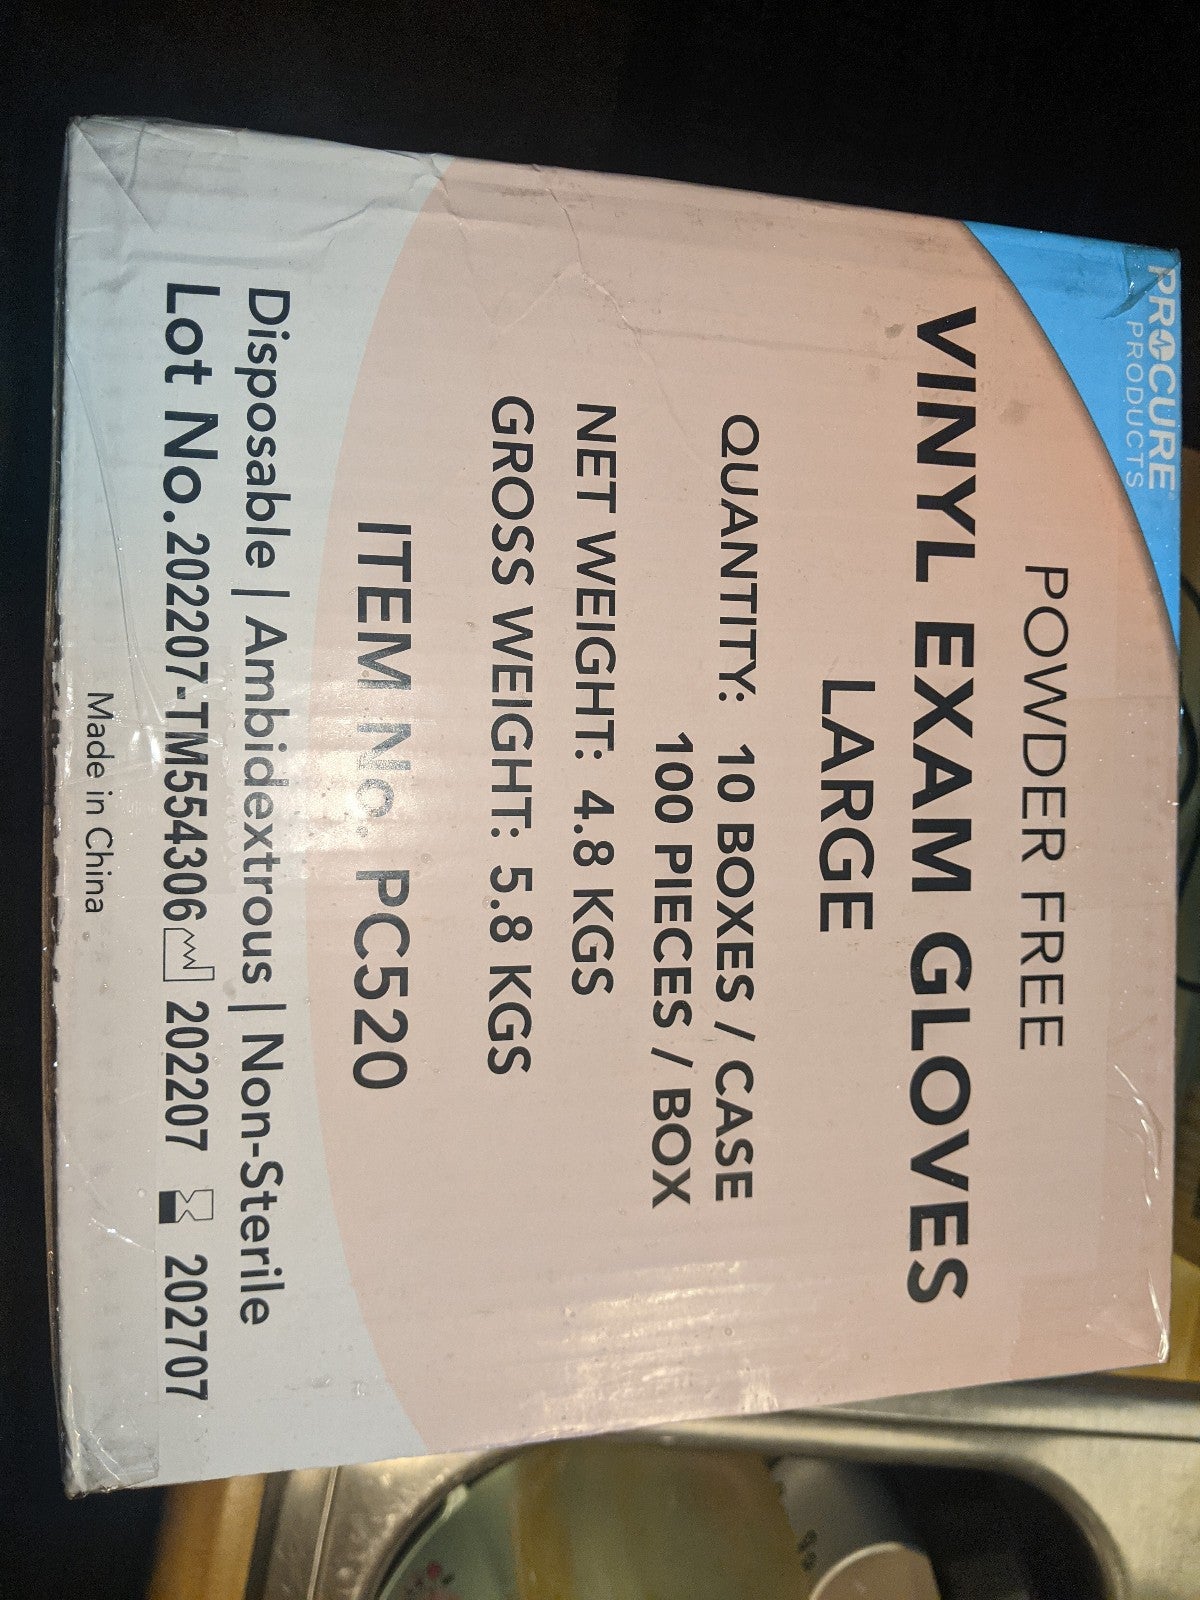 PROCURE
PRODUCTS
POWDER FREE
VINYL EXAM GLOVES
LARGE
QUANTITY: 10 BOXES / CASE
100 PIECES / BOX
NET WEIGHT: 4.8 KGS
GROSS WEIGHT: 5.8 KGS
ITEM No. PC520
Disposable | Ambidextrous | Non-Sterile
Lot No.202207-TM554306 202207 202707
Made in China